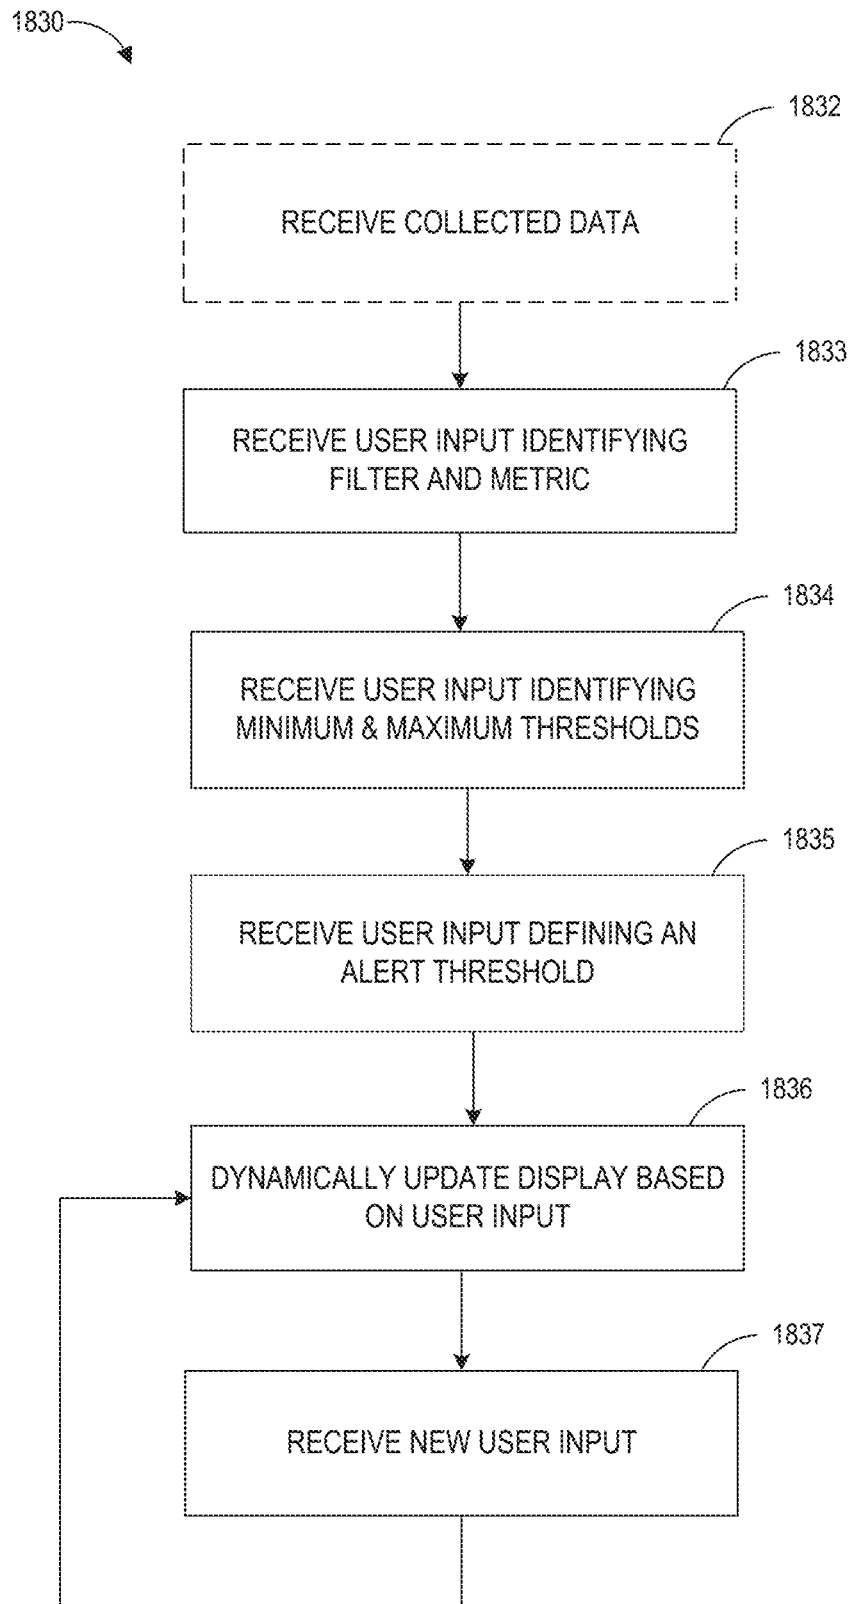 1830
1832
RECEIVE COLLECTED DATA
1833
RECEIVE USER INPUT IDENTIFYING
FILTER AND METRIC
1834
RECEIVE USER INPUT IDENTIFYING
MINIMUM & MAXIMUM THRESHOLDS
1835
RECEIVE USER INPUT DEFINING AN
ALERT THRESHOLD
1836
DYNAMICALLY UPDATE DISPLAY BASED
ON USER INPUT
1837
RECEIVE NEW USER INPUT